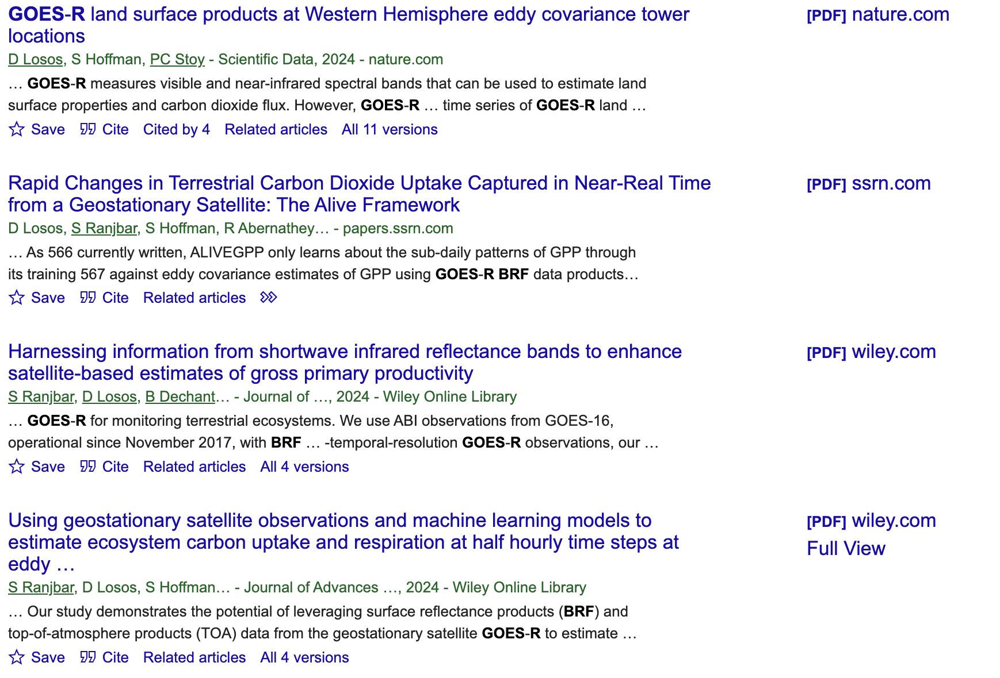 GOES-R land surface products at Western Hemisphere eddy covariance tower
locations
[PDF] nature.com
D Losos, S Hoffman, PC Stoy - Scientific Data, 2024 - nature.com
… GOES-R measures visible and near-infrared spectral bands that can be used to estimate land
surface properties and carbon dioxide flux. However, GOES-R … time series of GOES-R land …
Save Cite Cited by 4 Related articles All 11 versions
Rapid Changes in Terrestrial Carbon Dioxide Uptake Captured in Near-Real Time
from a Geostationary Satellite: The Alive Framework
[PDF] ssrn.com
D Losos, S Ranjbar, S Hoffman, R Abernathey… - papers.ssrn.com
… As 566 currently written, ALIVEGPP only learns about the sub-daily patterns of GPP through
its training 567 against eddy covariance estimates of GPP using GOES-R BRF data products…
Save Cite Related articles
Harnessing information from shortwave infrared reflectance bands to enhance
satellite-based estimates of gross primary productivity
[PDF] wiley.com
S Ranjbar, D Losos, B Dechant… - Journal of …, 2024 - Wiley Online Library
… GOES-R for monitoring terrestrial ecosystems. We use ABI observations from GOES-16,
operational since November 2017, with BRF … -temporal-resolution GOES-R observations, our …
Save Cite Related articles All 4 versions
Using geostationary satellite observations and machine learning models to
estimate ecosystem carbon uptake and respiration at half hourly time steps at
eddy …
[PDF] wiley.com
Full View
S Ranjbar, D Losos, S Hoffman… - Journal of Advances …, 2024 - Wiley Online Library
… Our study demonstrates the potential of leveraging surface reflectance products (BRF) and
top-of-atmosphere products (TOA) data from the geostationary satellite GOES-R to estimate …
Save Cite Related articles All 4 versions